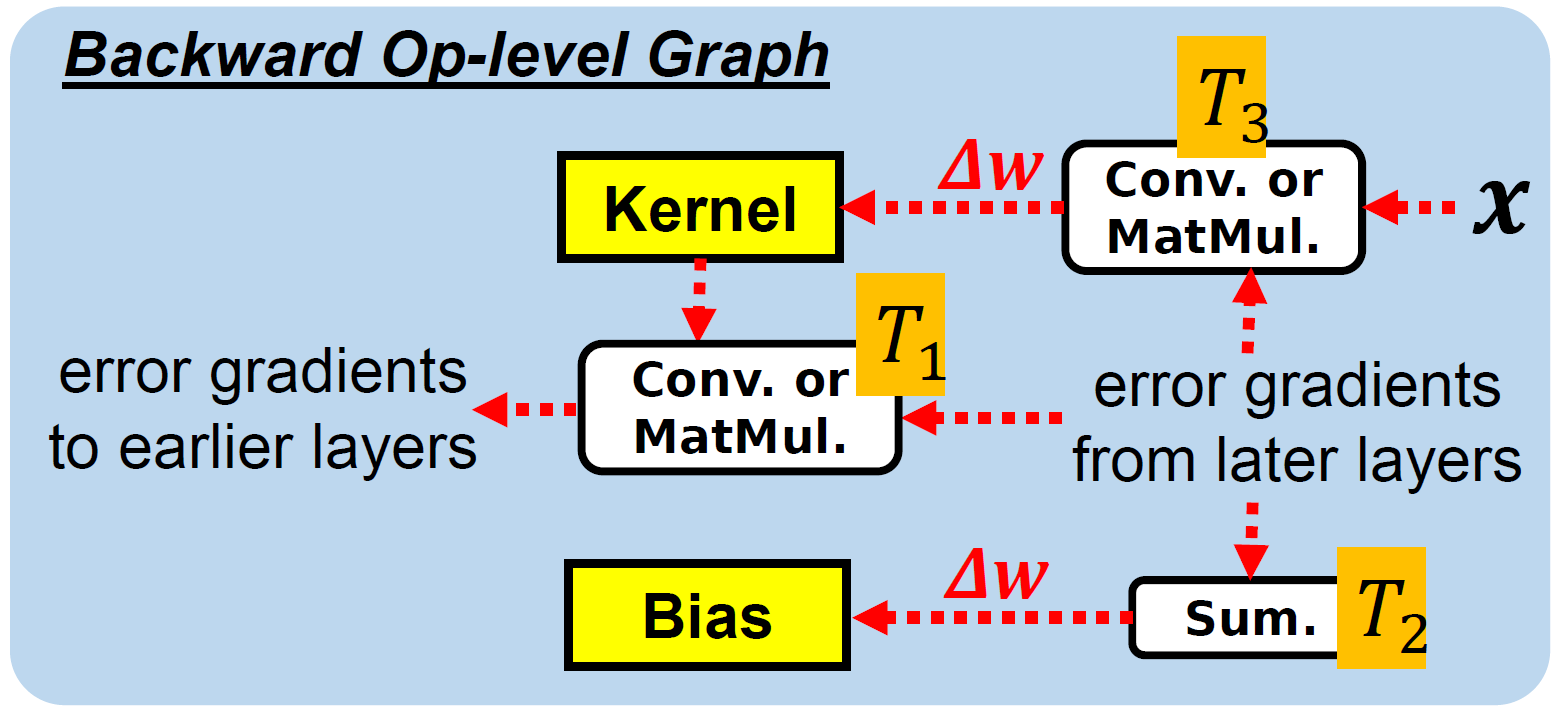 Backward Op-level Graph
T3
Δw
Kernel
Conv. or
MatMul.
x
T1
error gradients
to earlier layers
Conv. or
MatMul.
error gradients
from later layers
Δw
Bias
Sum.
T2